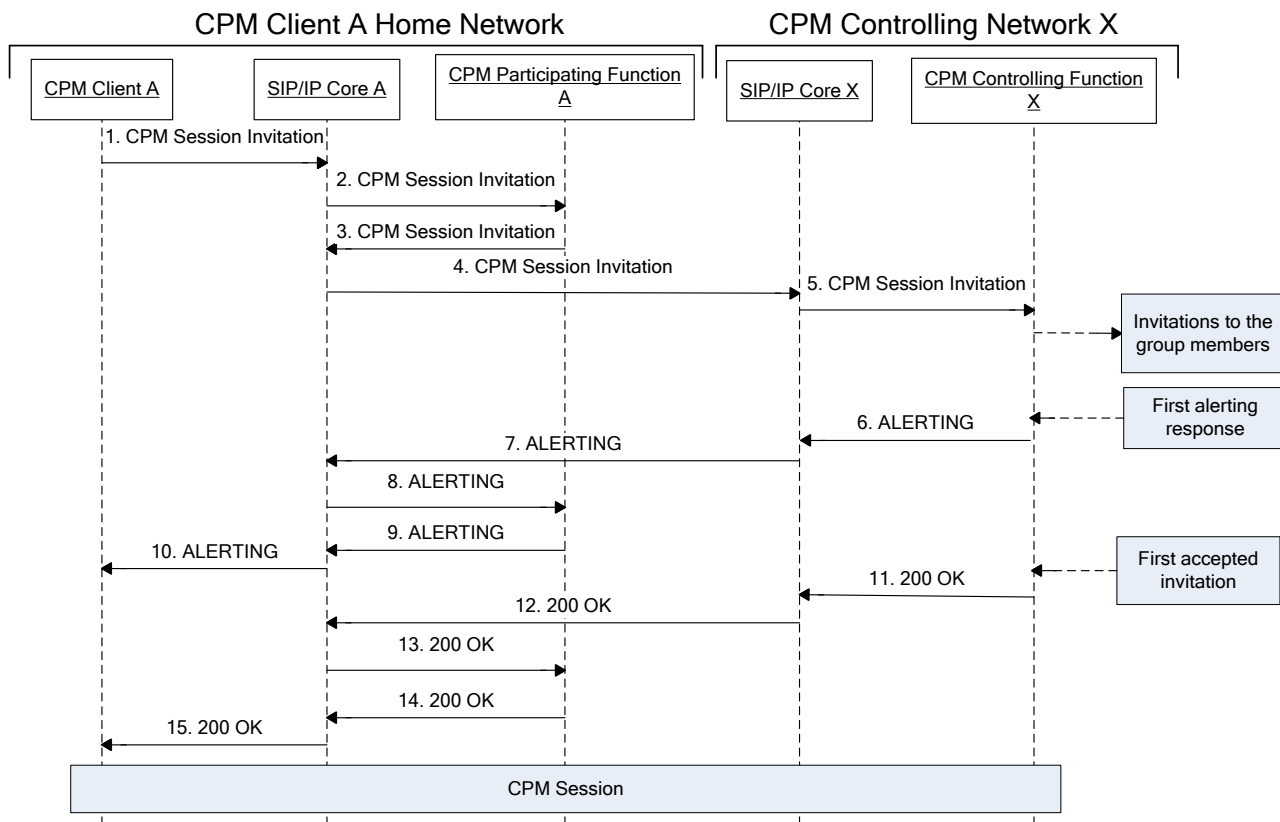 CPM Client A Home Network
CPM Controlling Network X
CPM Client A
SIP/IP Core A
CPM Participating Function
A
SIP/IP Core X
CPM Controlling Function
X
1. CPM Session Invitation
2. CPM Session Invitation
3. CPM Session Invitation
4. CPM Session Invitation
5. CPM Session Invitation
Invitations to the
group members
First alerting
response
6. ALERTING
7. ALERTING
8. ALERTING
9. ALERTING
10. ALERTING
First accepted
invitation
11. 200 OK
12. 200 OK
13. 200 OK
14. 200 OK
15. 200 OK
CPM Session